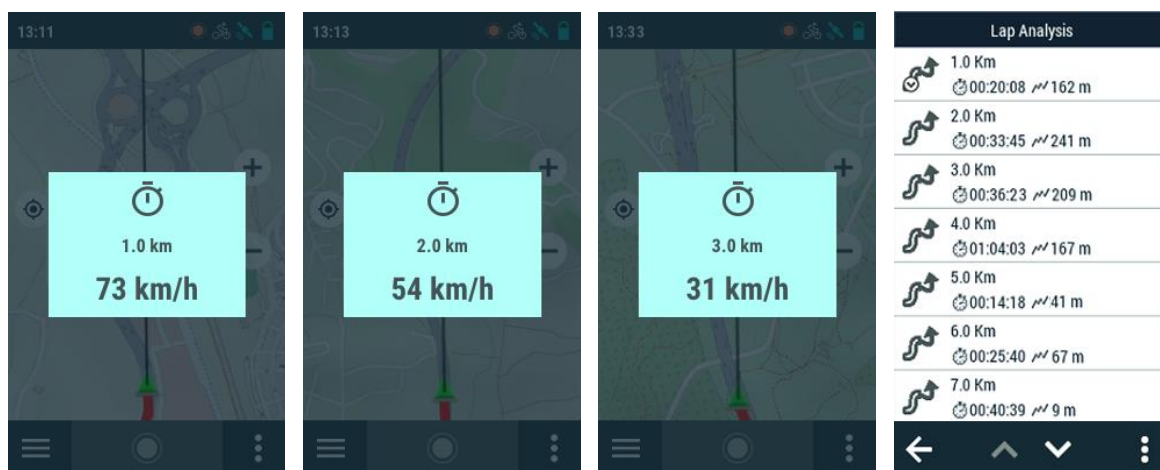 13:11
1.0 km
73 km/h
13:13
2.0 km
54 km/h
13:33
3.0 km
31 km/h
Lap Analysis
1.0 Km
00:20:08 162 m
2.0 Km
00:33:45 241 m
3.0 Km
00:36:23 209 m
4.0 Km
01:04:03 167 m
5.0 Km
00:14:18 41 m
6.0 Km
00:25:40 67 m
7.0 Km
00:40:39 9 m